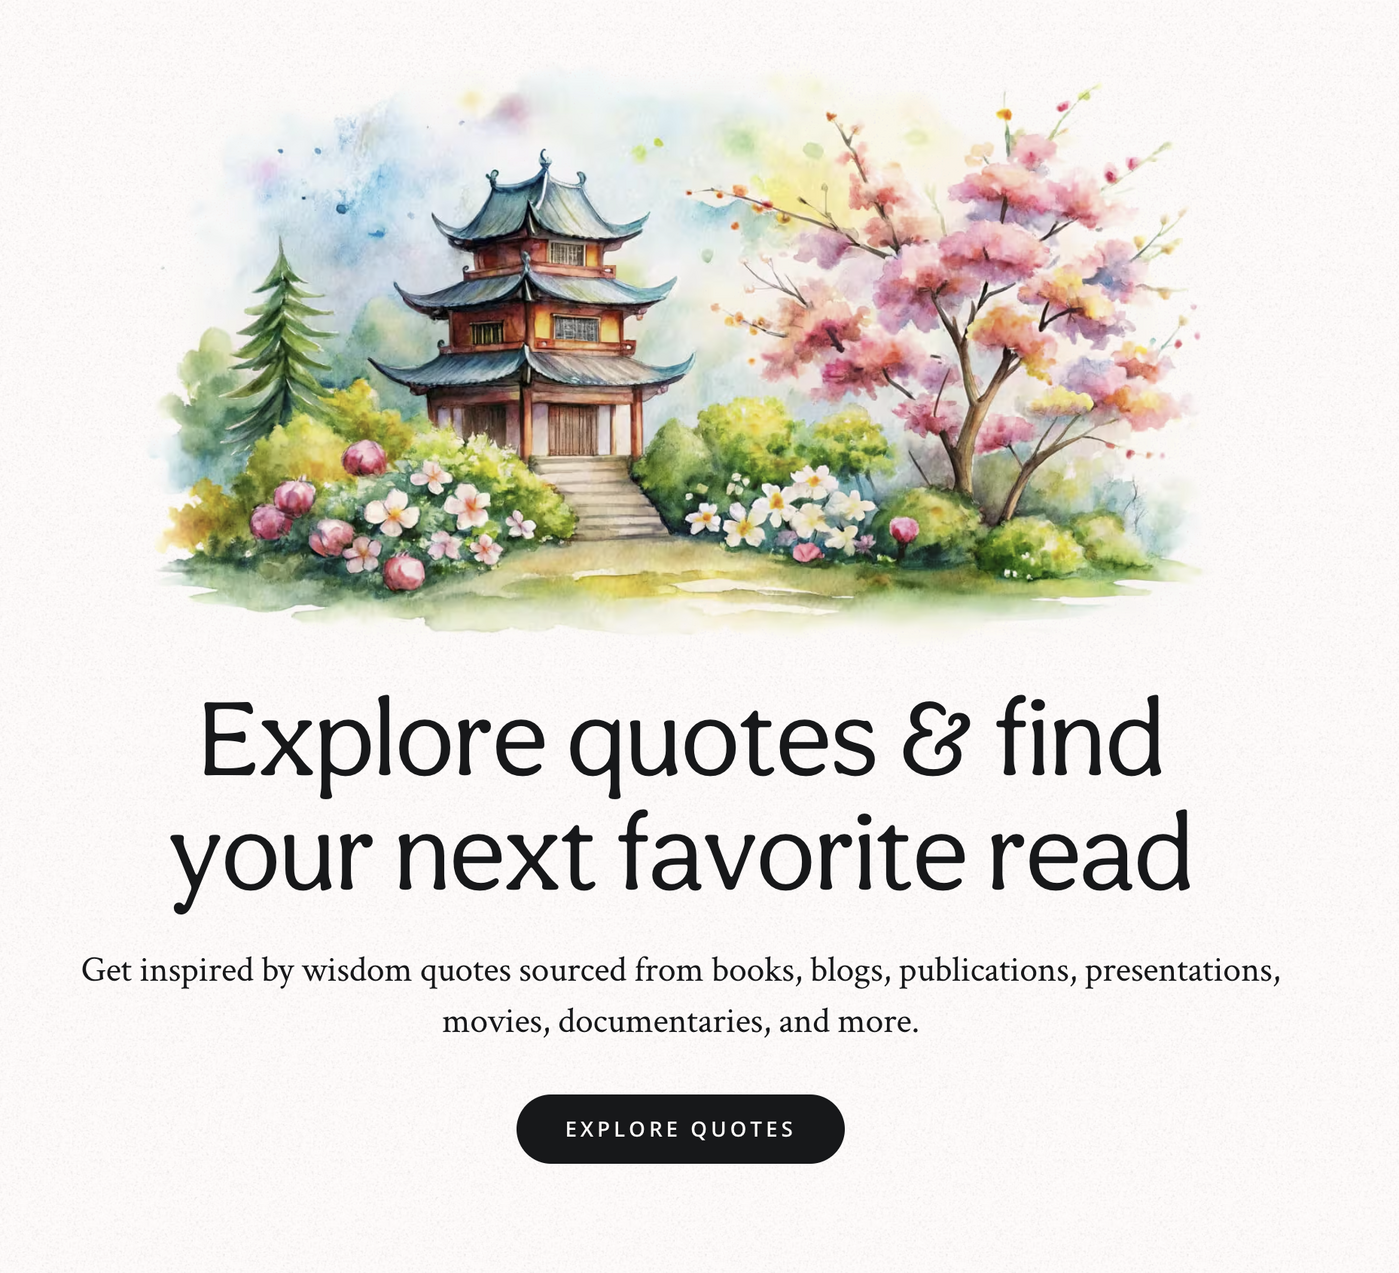 Explore quotes & find
your next favorite read
Get inspired by wisdom quotes sourced from books, blogs, publications, presentations,
movies, documentaries, and more.
EXPLORE QUOTES